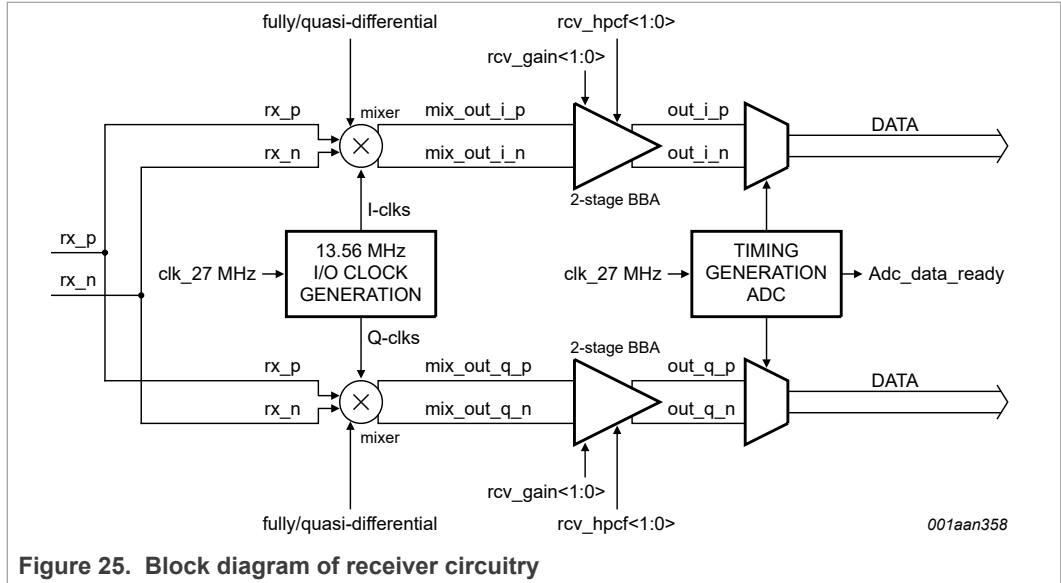 fully/quasi-differential
rcv_hpcf<1:0>
rcv_gain<1:0>
rx_p
mixer
mix_out_i_p
out_i_p
DATA
rx_n
mix_out_i_n
out_i_n
2-stage BBA
I-clks
rx_p
rx_n
clk_27 MHz
13.56 MHz
I/O CLOCK
GENERATION
clk_27 MHz
TIMING
GENERATION
ADC
Adc_data_ready
Q-clks
2-stage BBA
rx_p
mix_out_q_p
out_q_p
DATA
rx_n
mix_out_q_n
out_q_n
mixer
rcv_gain<1:0>
fully/quasi-differential
rcv_hpcf<1:0>
001aan358
Figure 25. Block diagram of receiver circuitry